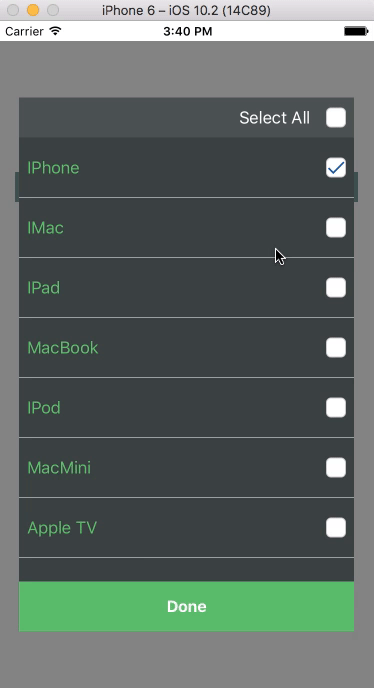 iPhone 6 – iOS 10.2 (14C89)
Carrier 3:40 PM
Select All
IPhone
IMac
IPad
MacBook
IPod
MacMini
Apple TV
Done